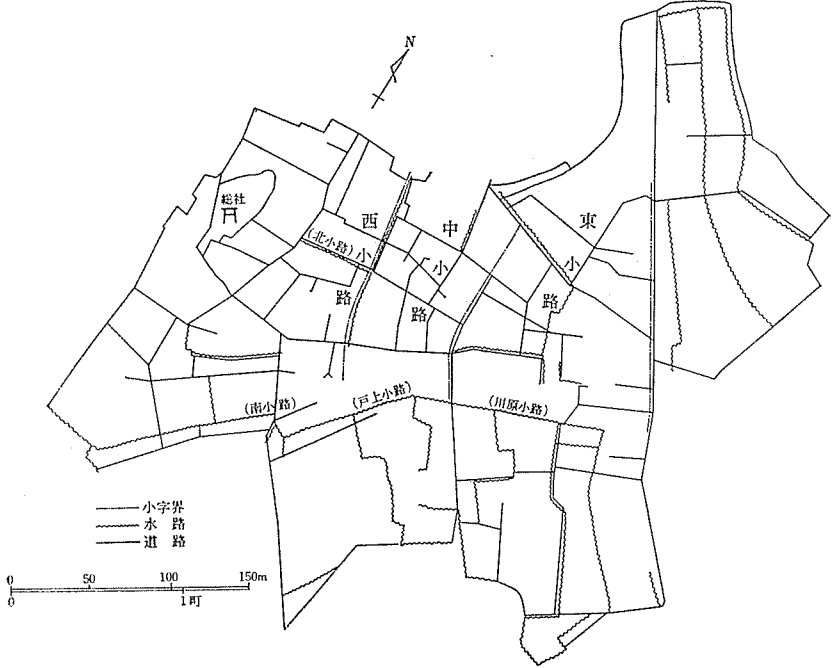 N
総社
西小路
(北小路)
中小路
東小路
(南小路)
(戸上小路)
(川原小路)
小字界
水路
道路
0 50 100 150m
0 1町